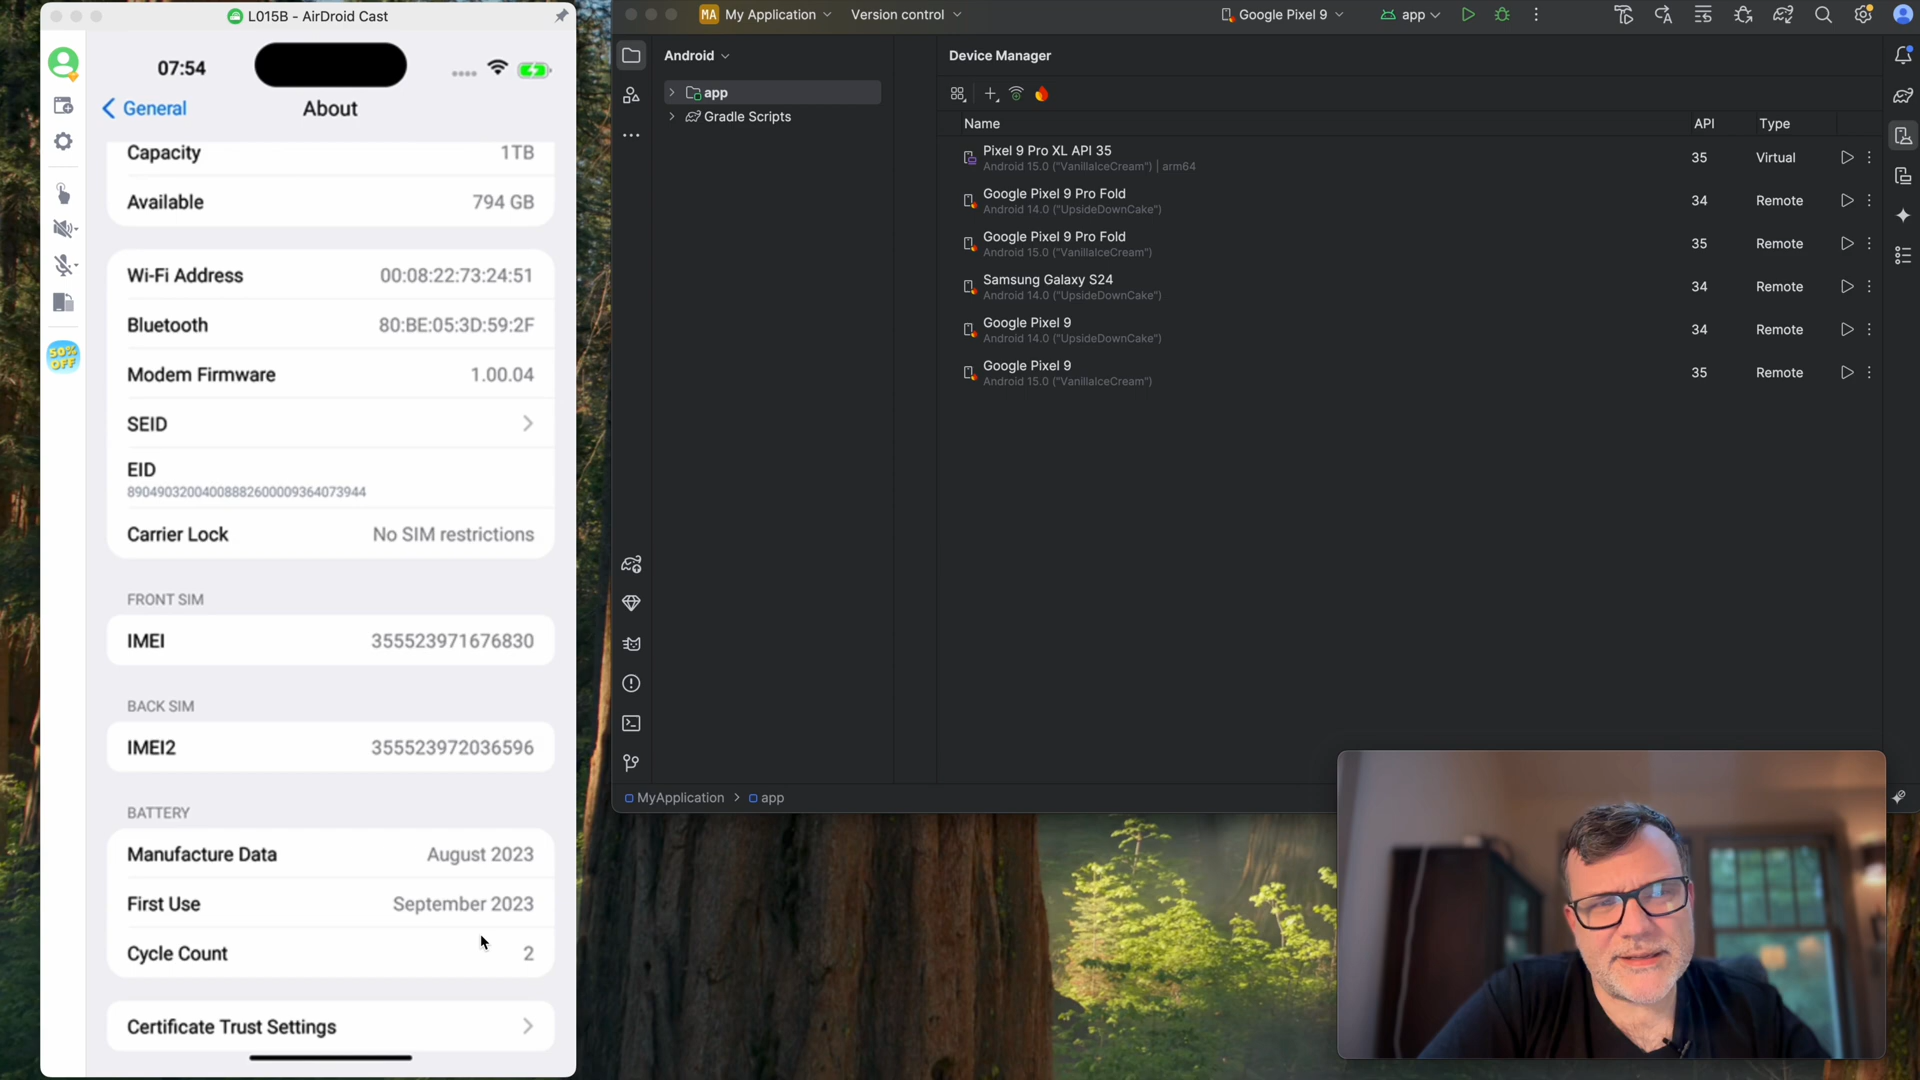 L015B - AirDroid Cast
07:54
General
About
Capacity 1TB
Available 794 GB
Wi-Fi Address 00:08:22:73:24:51
Bluetooth 80:BE:05:3D:59:2F
Modem Firmware 1.00.04
SEID
EID
89049032004008882600009364073944
Carrier Lock No SIM restrictions
FRONT SIM
IMEI 355523971676830
BACK SIM
IMEI2 355523972036596
BATTERY
Manufacture Data August 2023
First Use September 2023
Cycle Count 2
Certificate Trust Settings
50%
OFF
MA My Application Version control Google Pixel 9 app
Android
app
Gradle Scripts
Device Manager
Name API Type
Pixel 9 Pro XL API 35 35 Virtual
Android 15.0 ("VanillaIceCream") | arm64
Google Pixel 9 Pro Fold 34 Remote
Android 14.0 ("UpsideDownCake")
Google Pixel 9 Pro Fold 35 Remote
Android 15.0 ("VanillaIceCream")
Samsung Galaxy S24 34 Remote
Android 14.0 ("UpsideDownCake")
Google Pixel 9 34 Remote
Android 14.0 ("UpsideDownCake")
Google Pixel 9 35 Remote
Android 15.0 ("VanillaIceCream")
MyApplication > app